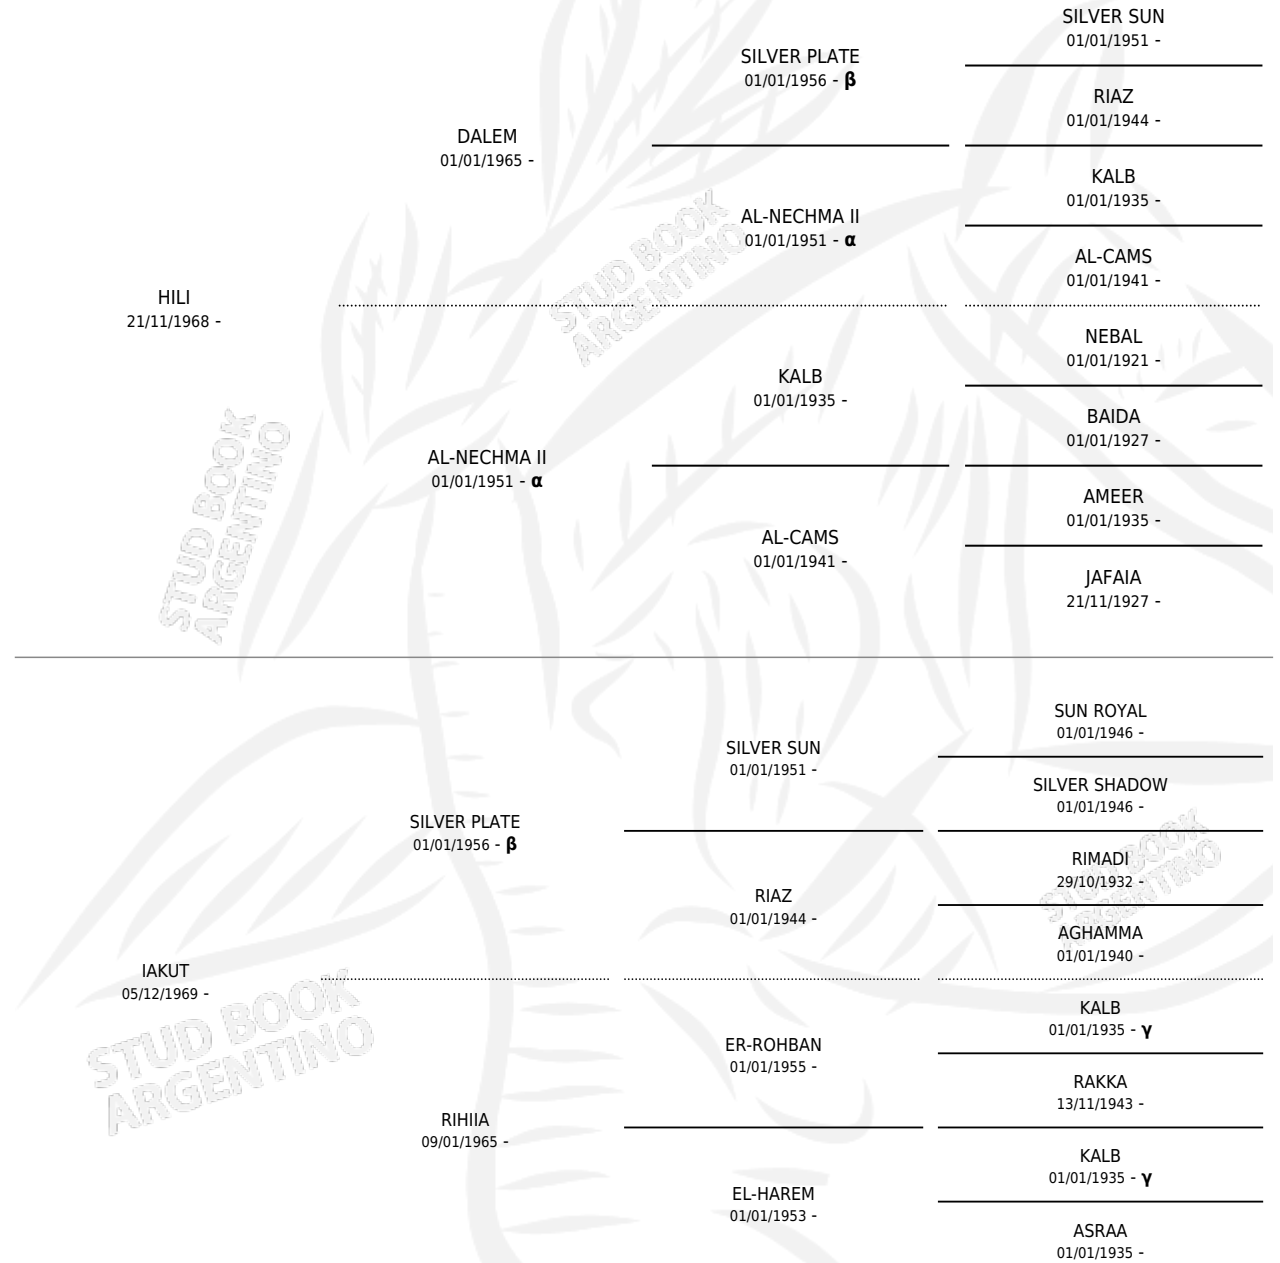 SILVER SUN
01/01/1951 -
SILVER PLATE
01/01/1956 - β
RIAZ
01/01/1944 -
DALEM
01/01/1965 -
KALB
01/01/1935 -
AL-NECHMA II
01/01/1951 - α
AL-CAMS
01/01/1941 -
HILI
21/11/1968 -
NEBAL
01/01/1921 -
KALB
01/01/1935 -
BAIDA
01/01/1927 -
AL-NECHMA II
01/01/1951 - α
AMEER
01/01/1935 -
AL-CAMS
01/01/1941 -
JAFAIA
21/11/1927 -
STUD BOOK
ARGENTINO
STUD BOOK
ARGENTINO
SUN ROYAL
01/01/1946 -
SILVER SUN
01/01/1951 -
SILVER SHADOW
01/01/1946 -
SILVER PLATE
01/01/1956 - β
RIMADI
29/10/1932 -
RIAZ
01/01/1944 -
AGHAMMA
01/01/1940 -
IAKUT
05/12/1969 -
KALB
01/01/1935 - γ
ER-ROHBAN
01/01/1955 -
RAKKA
13/11/1943 -
RIHIIA
09/01/1965 -
KALB
01/01/1935 - γ
EL-HAREM
01/01/1953 -
ASRAA
01/01/1935 -
STUD BOOK
ARGENTINO
STUD BOOK
ARGENTINO